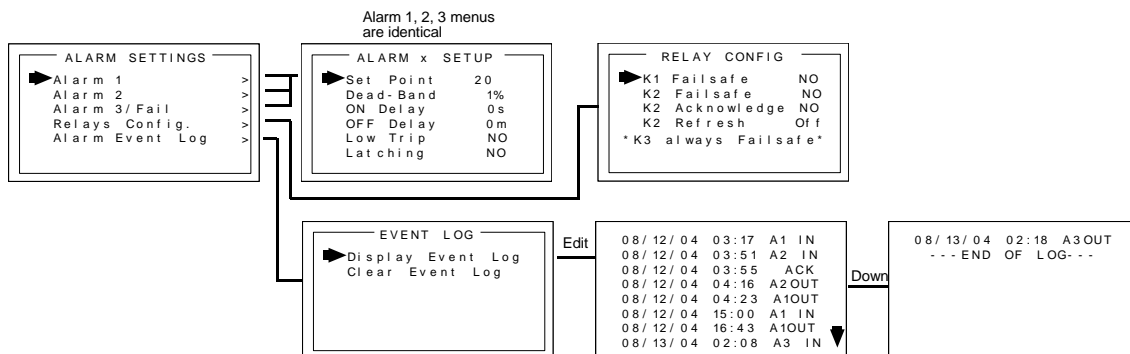 Alarm 1, 2, 3 menus
are identical
ALARM SETTINGS
Alarm 1 >
Alarm 2 >
Alarm 3/Fail >
Relays Config. >
Alarm Event Log >
ALARM x SETUP
Set Point 20
Dead-Band 1%
ON Delay 0s
OFF Delay 0m
Low Trip NO
Latching NO
RELAY CONFIG
K1 Failsafe NO
K2 Failsafe NO
K2 Acknowledge NO
K2 Refresh Off
*K3 always Failsafe*
EVENT LOG
Display Event Log
Clear Event Log
Edit
08/12/04 03:17 A1 IN
08/12/04 03:51 A2 IN
08/12/04 03:55 ACK
08/12/04 04:16 A2OUT
08/12/04 04:23 A1OUT
08/12/04 15:00 A1 IN
08/12/04 16:43 A1OUT
08/13/04 02:08 A3 IN
Down
08/13/04 02:18 A3OUT
---END OF LOG---